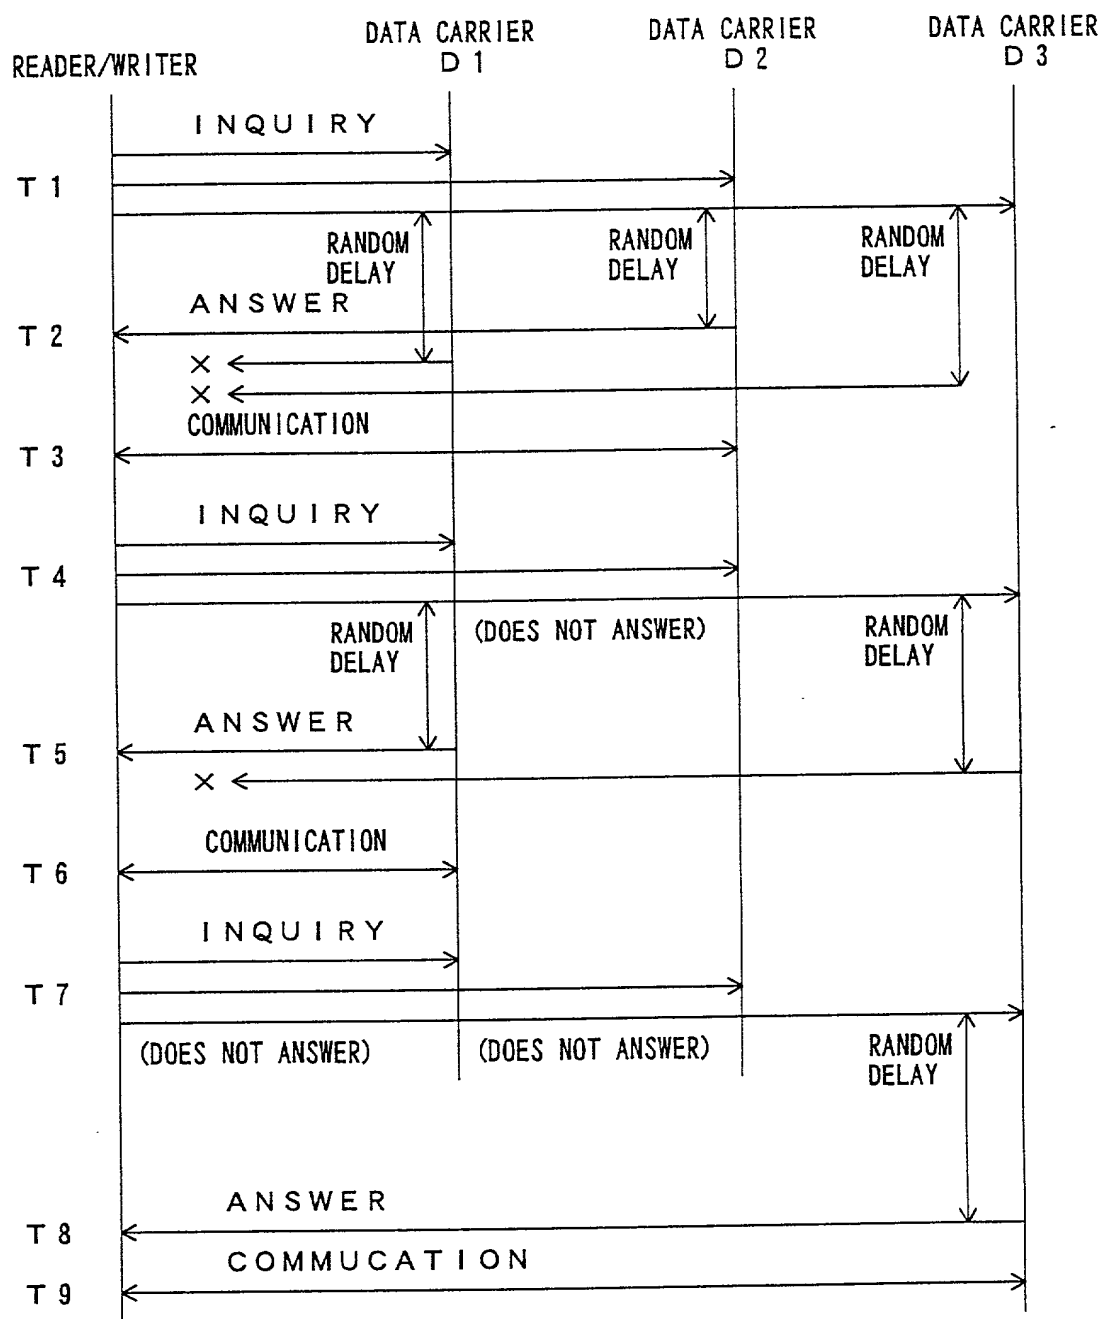 DATA CARRIER D 1
DATA CARRIER D 2
DATA CARRIER D 3
READER/WRITER
INQUIRY
T 1
RANDOM DELAY
RANDOM DELAY
RANDOM DELAY
ANSWER
T 2
×
×
COMMUNICATION
T 3
INQUIRY
T 4
RANDOM DELAY
(DOES NOT ANSWER)
RANDOM DELAY
ANSWER
T 5
×
COMMUNICATION
T 6
INQUIRY
T 7
(DOES NOT ANSWER)
(DOES NOT ANSWER)
RANDOM DELAY
ANSWER
T 8
COMMUCATION
T 9